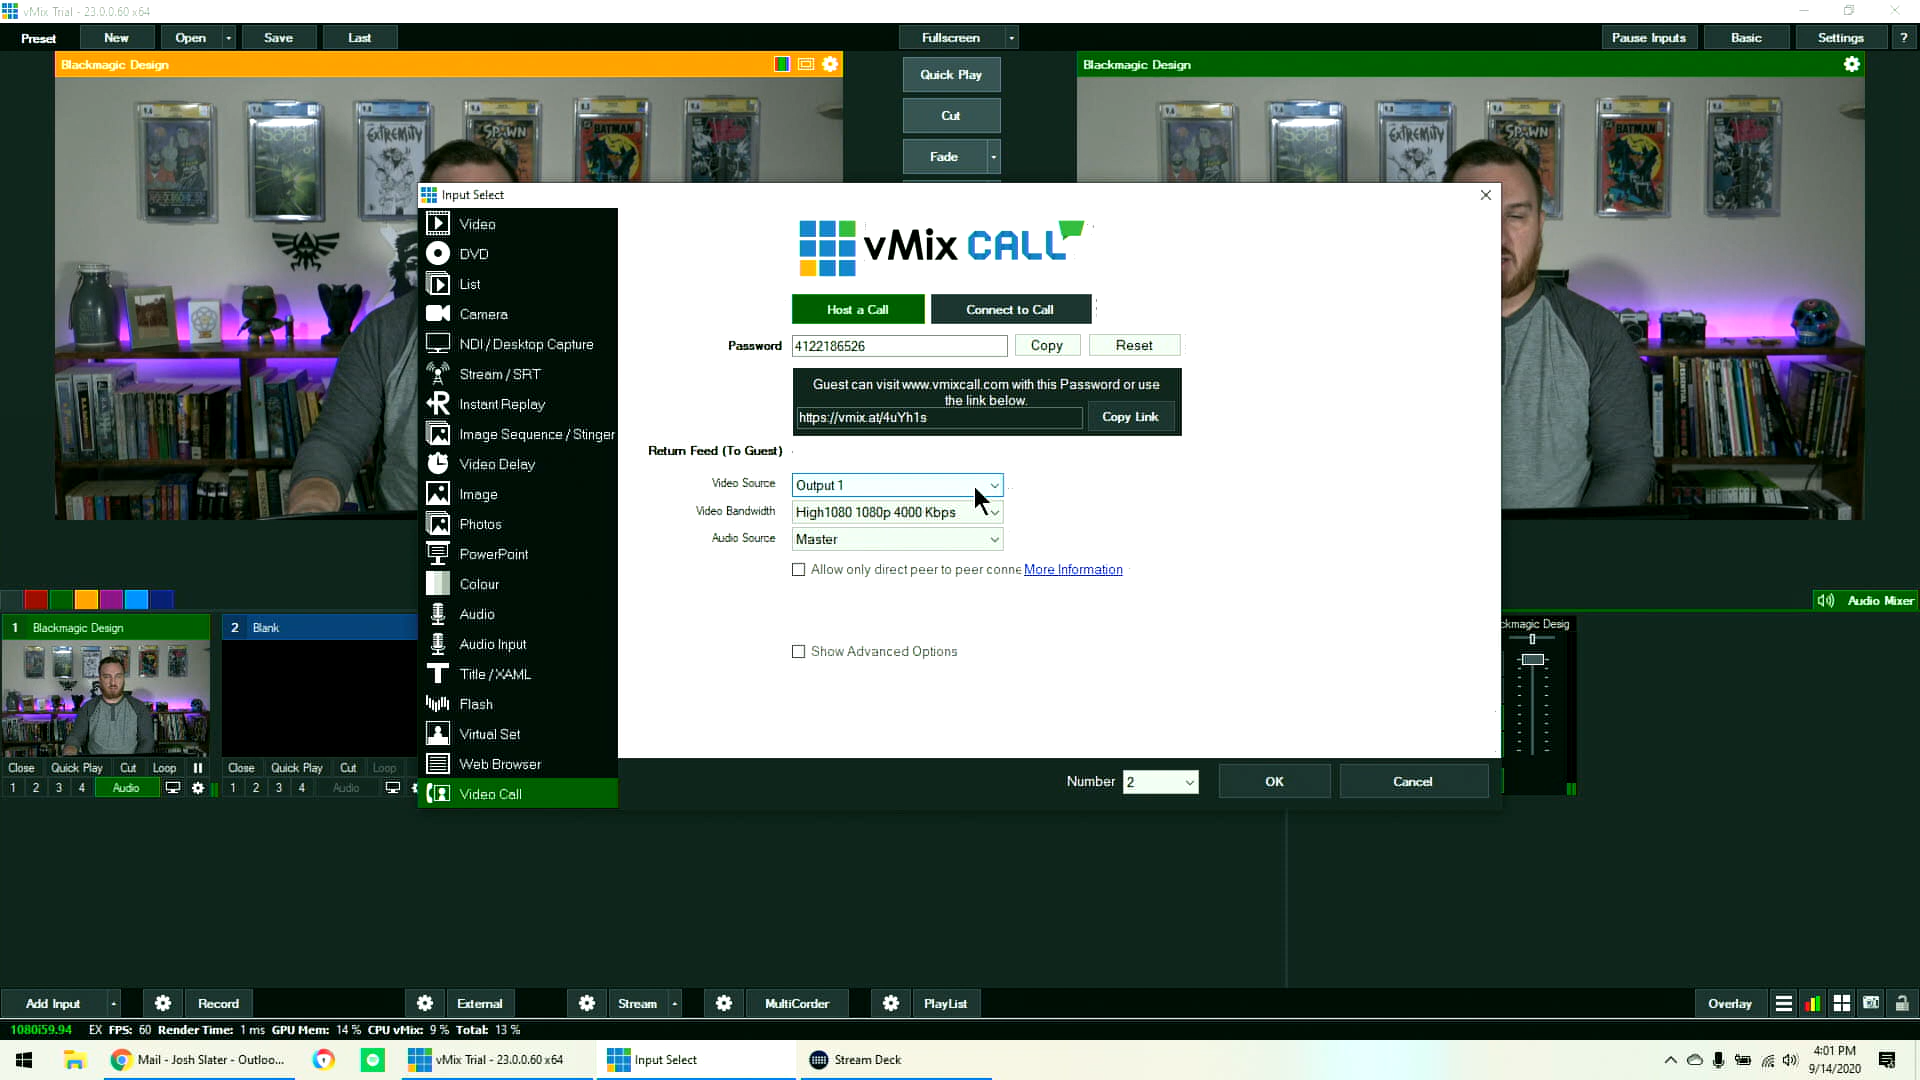 vMix Trial - 23.0.0.60 x64
Preset
New
Open
Save
Last
Fullscreen
Pause Inputs
Basic
Settings
?
Blackmagic Design
Quick Play
Blackmagic Design
Cut
Fade
EXTREMITY
SPAWN
BATMAN
EXTREMITY
SPAWN
BATMAN
Input Select
Video
DVD
List
Camera
NDI / Desktop Capture
Stream / SRT
Instant Replay
Image Sequence / Stinger
Video Delay
Image
Photos
PowerPoint
Colour
Audio
Audio Input
Title / XAML
Flash
Virtual Set
Web Browser
Video Call
vMix CALL
Host a Call
Connect to Call
Password
4122186526
Copy
Reset
Guest can visit www.vmixcall.com with this Password or use
the link below.
https://vmix.at/4uYh1s
Copy Link
Return Feed (To Guest)
Video Source
Output 1
Video Bandwidth
High1080 1080p 4000 Kbps
Audio Source
Master
Allow only direct peer to peer conne
More Information
Show Advanced Options
Number
2
OK
Cancel
Audio Mixer
ckmagic Desig
1 Blackmagic Design
2 Blank
Close Quick Play Cut Loop
1 2 3 4 Audio
Close Quick Play Cut Loop
1 2 3 4 Audio
Add Input
Record
External
Stream
MultiCorder
PlayList
Overlay
1080i59.94 EX FPS: 60 Render Time: 1 ms GPU Mem: 14 % CPU vMix: 9 % Total: 13 %
Mail - Josh Slater - Outloo...
vMix Trial - 23.0.0.60 x64
Input Select
Stream Deck
4:01 PM
9/14/2020